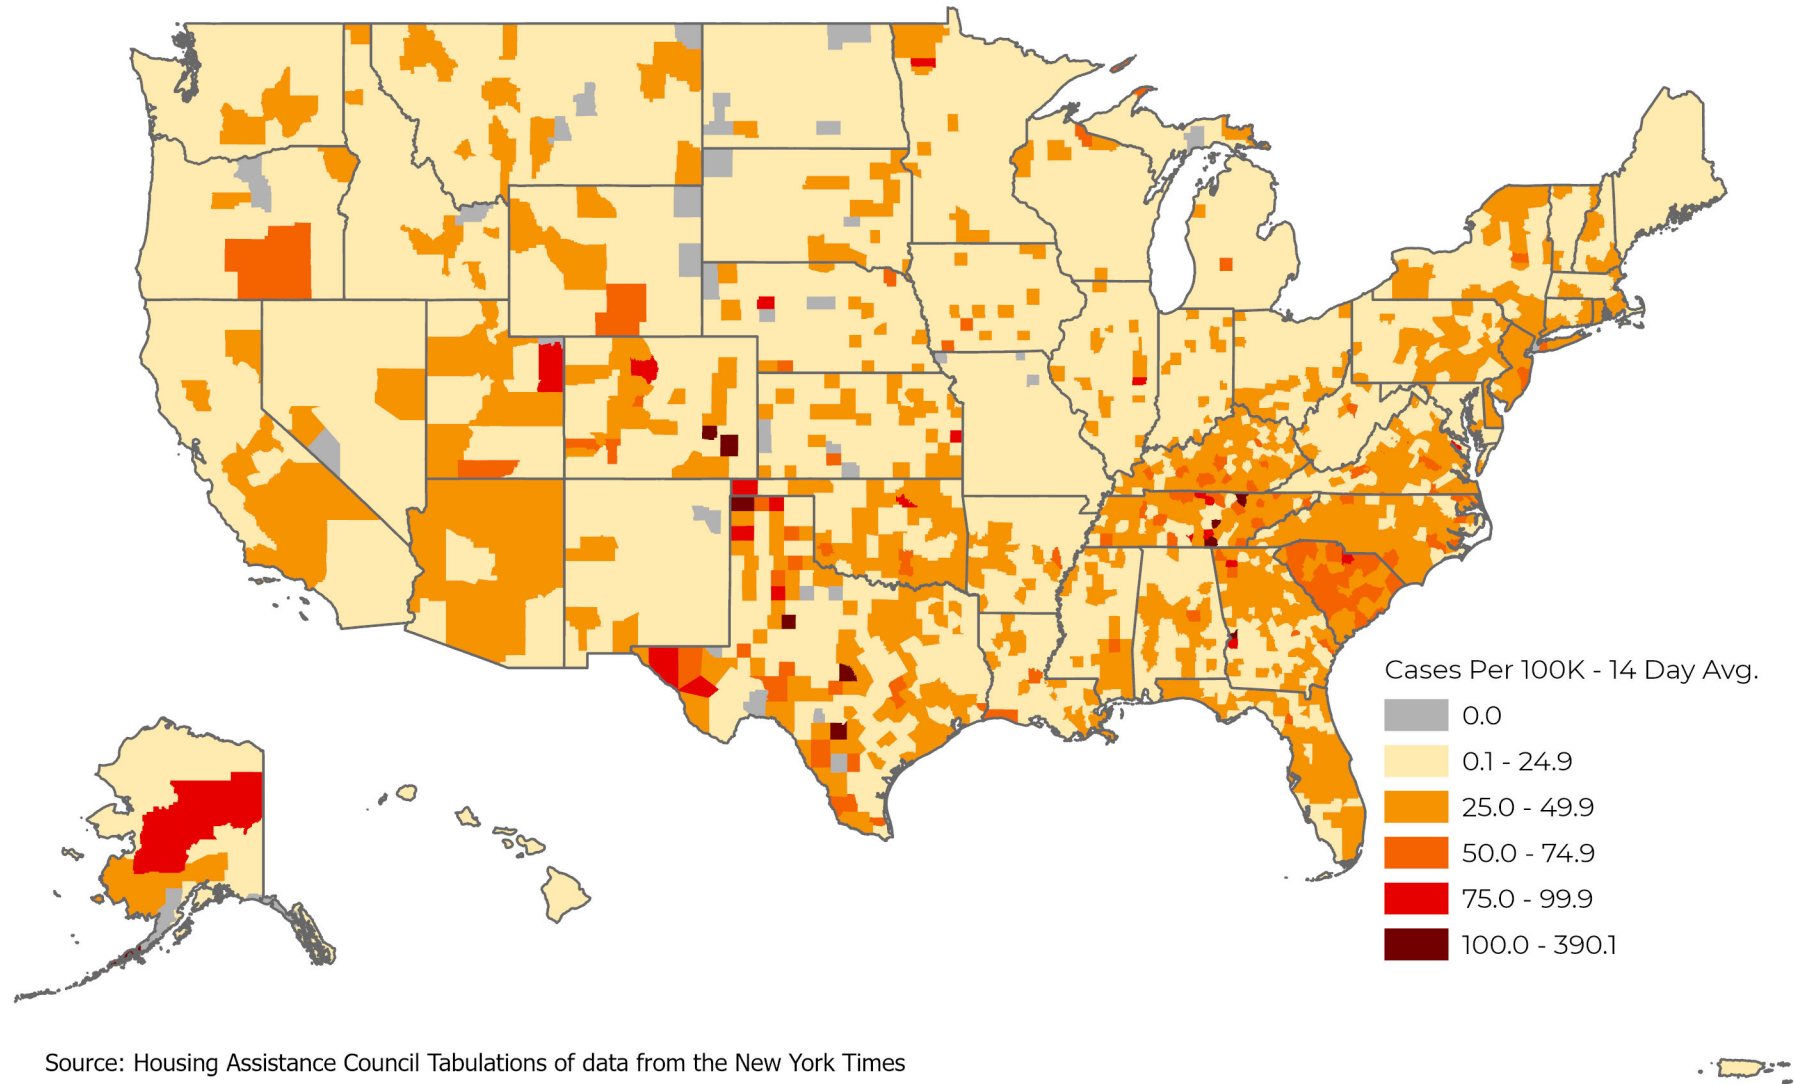 Cases Per 100K - 14 Day Avg.
0.0
0.1 - 24.9
25.0 - 49.9
50.0 - 74.9
75.0 - 99.9
100.0 - 390.1
Source: Housing Assistance Council Tabulations of data from the New York Times